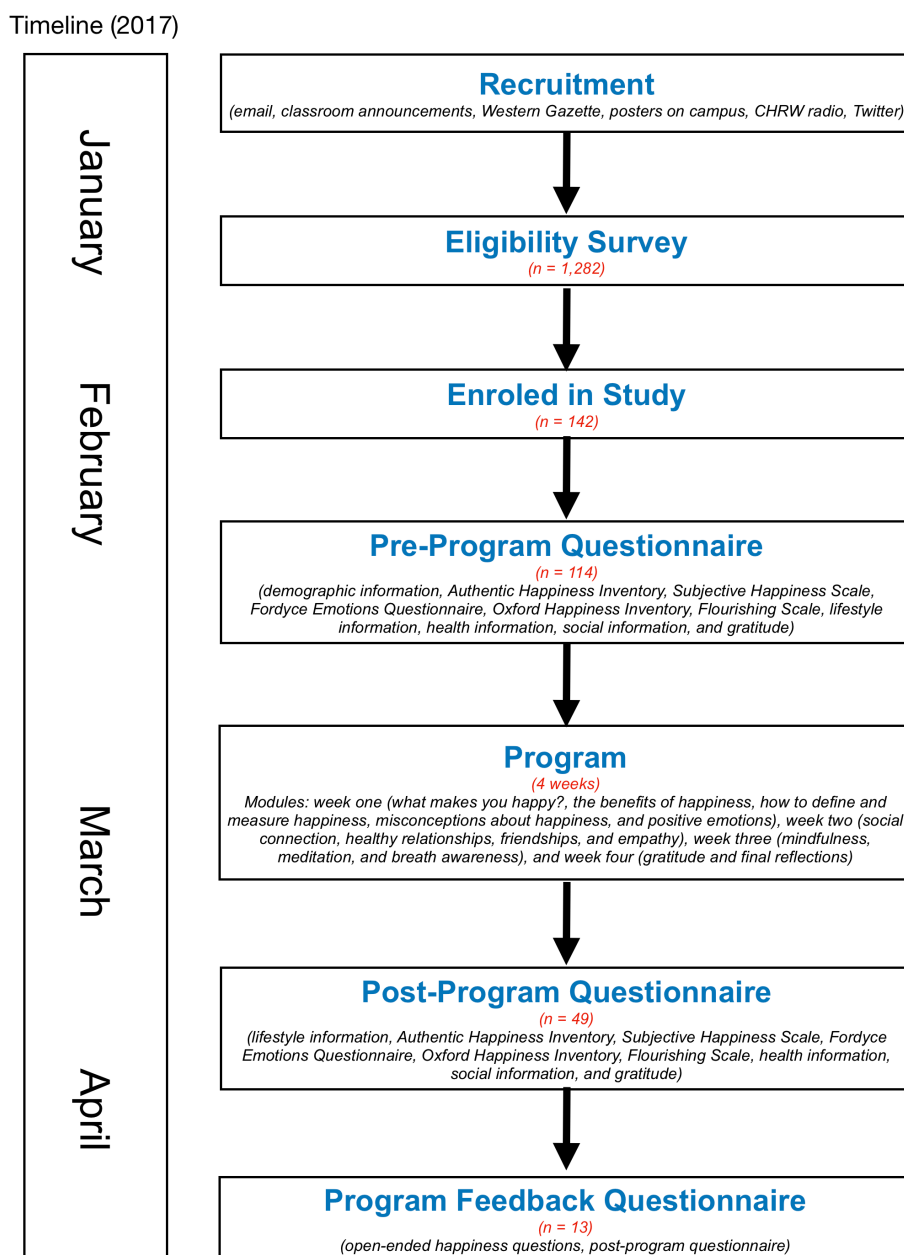 Timeline (2017)
January
February
March
April
Recruitment
(email, classroom announcements, Western Gazette, posters on campus, CHRW radio, Twitter)
Eligibility Survey
(n = 1,282)
Enroled in Study
(n = 142)
Pre-Program Questionnaire
(n = 114)
(demographic information, Authentic Happiness Inventory, Subjective Happiness Scale,
Fordyce Emotions Questionnaire, Oxford Happiness Inventory, Flourishing Scale, lifestyle
information, health information, social information, and gratitude)
Program
(4 weeks)
Modules: week one (what makes you happy?, the benefits of happiness, how to define and
measure happiness, misconceptions about happiness, and positive emotions), week two (social
connection, healthy relationships, friendships, and empathy), week three (mindfulness,
meditation, and breath awareness), and week four (gratitude and final reflections)
Post-Program Questionnaire
(n = 49)
(lifestyle information, Authentic Happiness Inventory, Subjective Happiness Scale, Fordyce
Emotions Questionnaire, Oxford Happiness Inventory, Flourishing Scale, health information,
social information, and gratitude)
Program Feedback Questionnaire
(n = 13)
(open-ended happiness questions, post-program questionnaire)